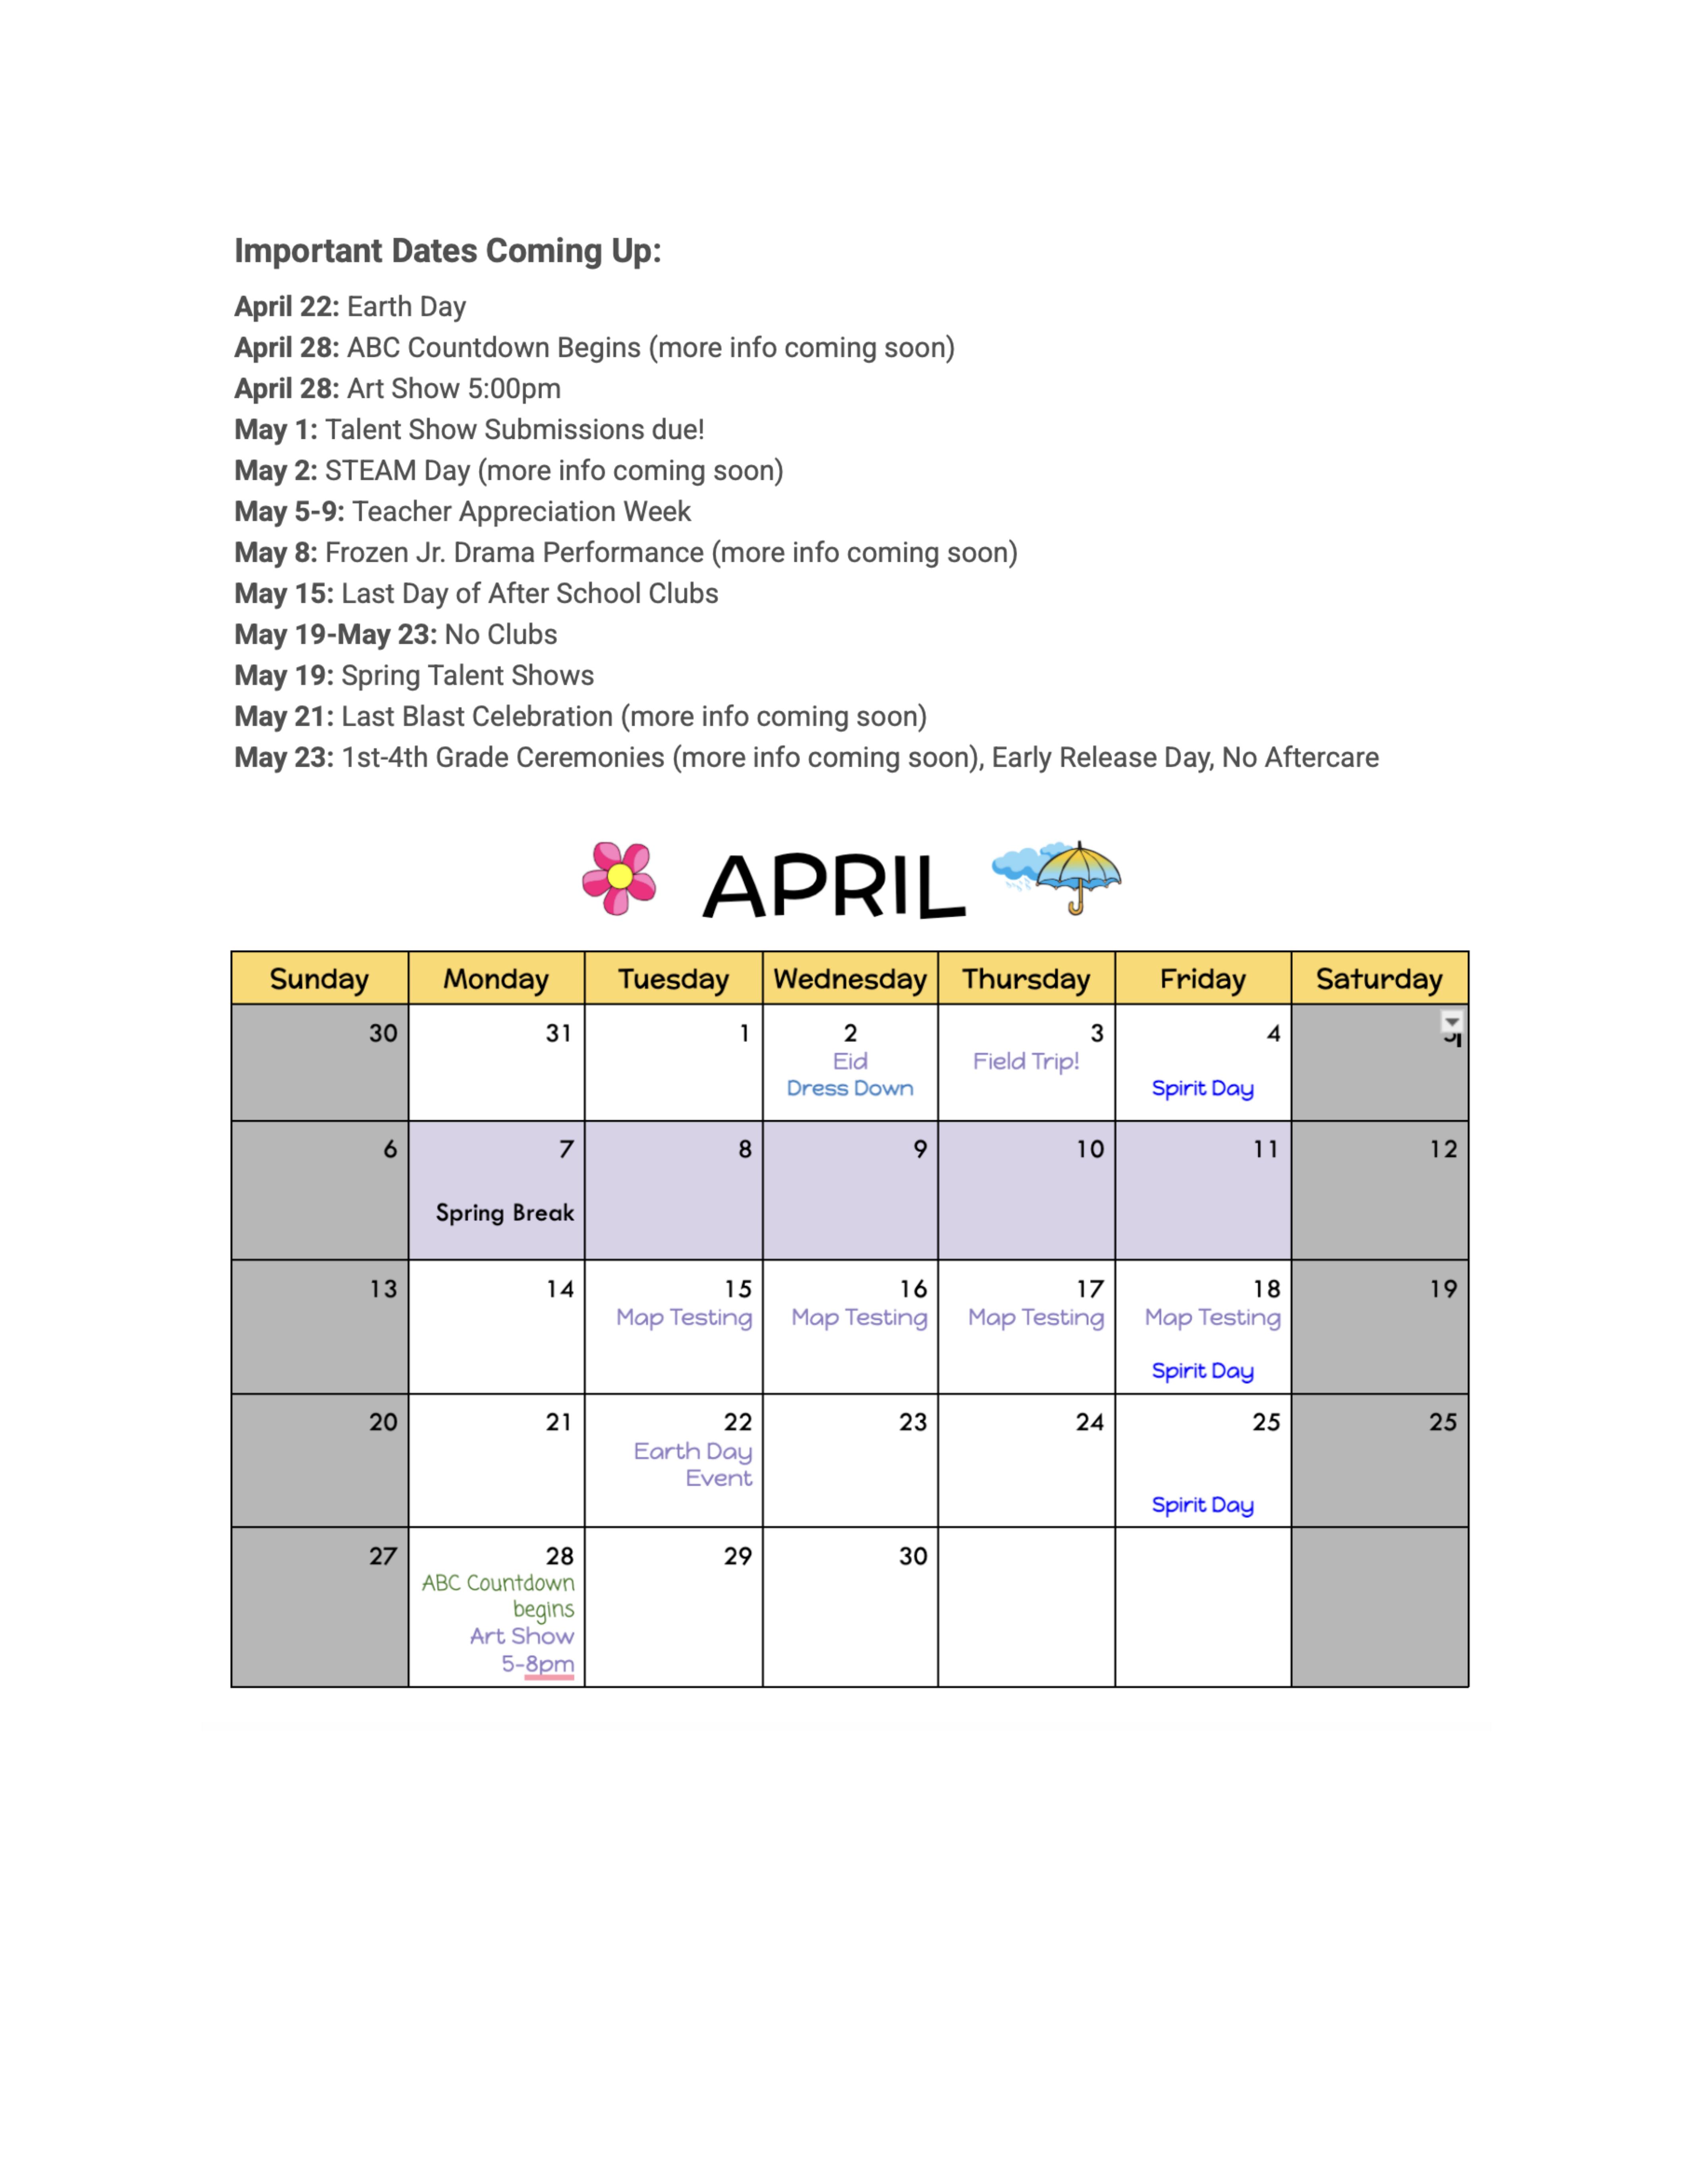 Important Dates Coming Up:
April 22: Earth Day
April 28: ABC Countdown Begins (more info coming soon)
April 28: Art Show 5:00pm
May 1: Talent Show Submissions due!
May 2: STEAM Day (more info coming soon)
May 5-9: Teacher Appreciation Week
May 8: Frozen Jr. Drama Performance (more info coming soon)
May 15: Last Day of After School Clubs
May 19-May 23: No Clubs
May 19: Spring Talent Shows
May 21: Last Blast Celebration (more info coming soon)
May 23: 1st-4th Grade Ceremonies (more info coming soon), Early Release Day, No Aftercare
APRIL
Sunday Monday Tuesday Wednesday Thursday Friday Saturday
30 31 1 2 3 4
Eid Field Trip!
Dress Down Spirit Day
6 7 8 9 10 11 12
Spring Break
13 14 15 16 17 18 19
Map Testing Map Testing Map Testing Map Testing
Spirit Day
20 21 22 23 24 25 25
Earth Day
Event
Spirit Day
27 28 29 30
ABC Countdown
begins
Art Show
5-8pm